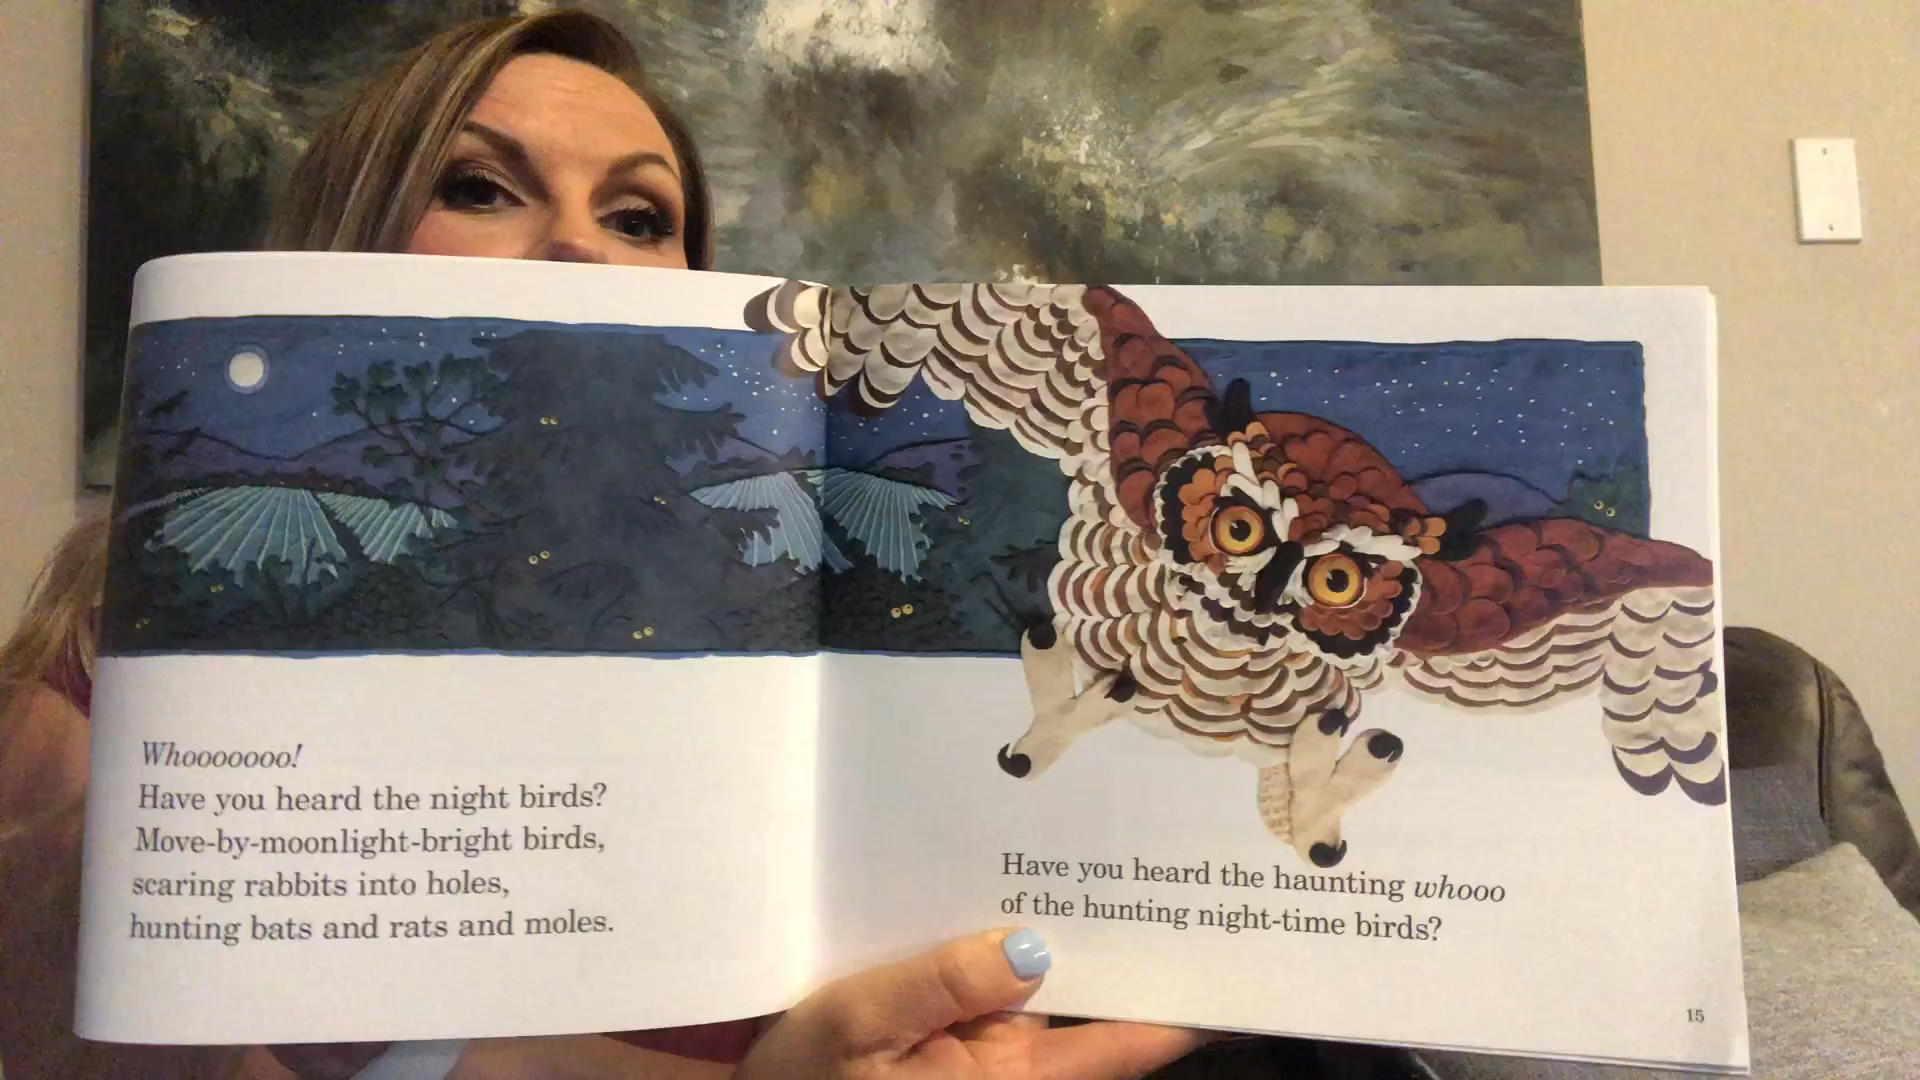 Whooooooo!
Have you heard the night birds?
Move-by-moonlight-bright birds,
scaring rabbits into holes,
hunting bats and rats and moles.
Have you heard the haunting whooo
of the hunting night-time birds?
15